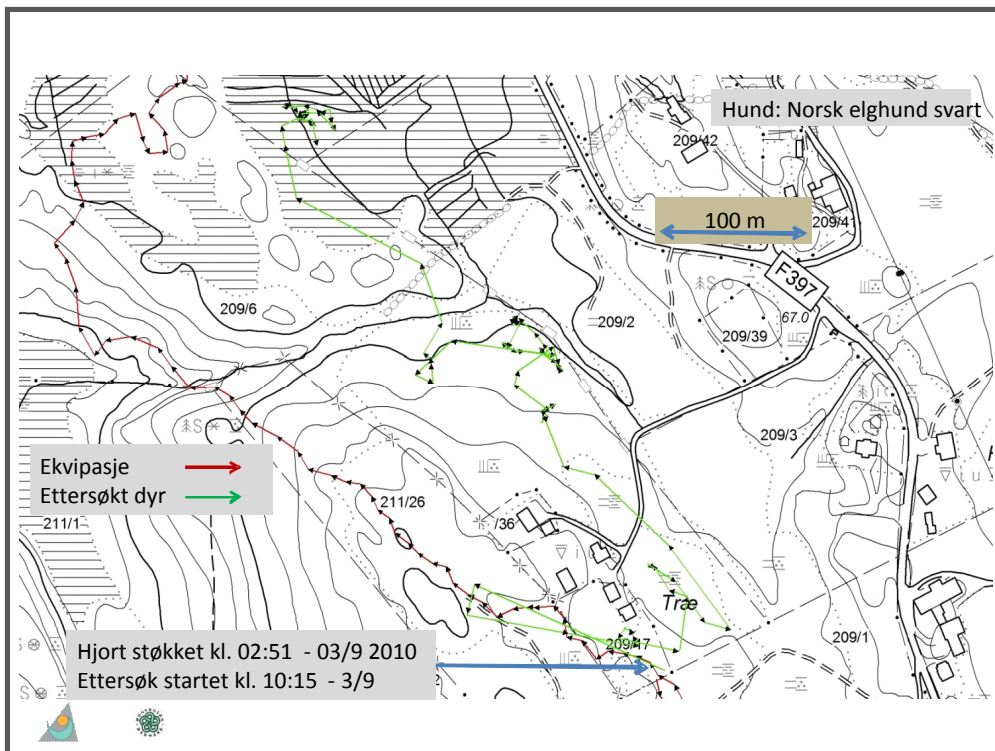 Hund: Norsk elghund svart
209/42
100 m
209/41
F397
209/6
209/2
67.0
209/39
209/3
Ekvipasje
Ettersøkt dyr
211/26
211/1
/36
Træ
209/17
209/1
Hjort støkket kl. 02:51 - 03/9 2010
Ettersøk startet kl. 10:15 - 3/9